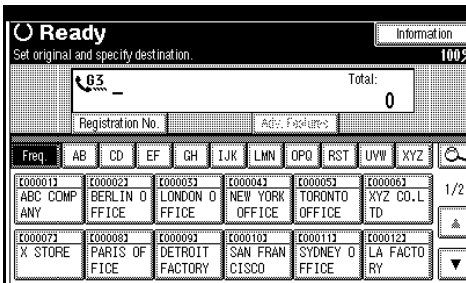 Ready
Information
Set original and specify destination.
100%
G3
Total:
0
Registration No.
Adv. Features
Freq. AB CD EF GH IJK LMN OPQ RST UVW XYZ
[00001] [00002] [00003] [00004] [00005] [00006]
ABC COMP BERLIN O LONDON O NEW YORK TORONTO XYZ CO.L
ANY FFICE FFICE OFFICE OFFICE TD
1/2
[00007] [00008] [00009] [00010] [00011] [00012]
X STORE PARIS OF DETROIT SAN FRAN SYDNEY O LA FACTO
FICE FACTORY CISCO FFICE RY